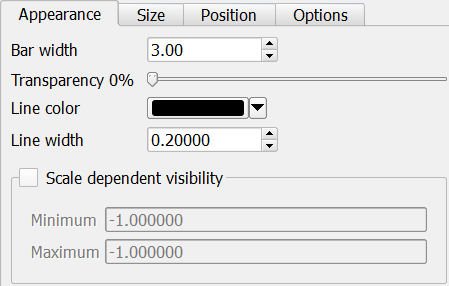 Appearance Size Position Options
Bar width 3.00
Transparency 0%
Line color
Line width 0.20000
Scale dependent visibility
Minimum -1.000000
Maximum -1.000000